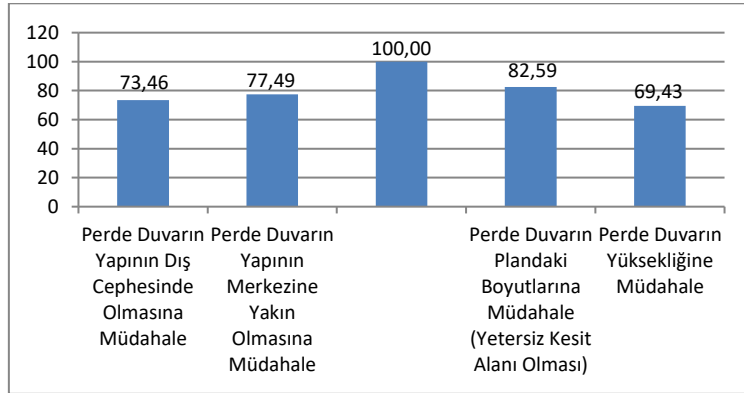 120
100
80
60
40
20
0
73,46
77,49
100,00
82,59
69,43
Perde Duvarın
Yapının Dış
Cephesinde
Olmasına
Müdahale
Perde Duvarın
Yapının
Merkezine
Yakın
Olmasına
Müdahale
Perde Duvarın
Plandaki
Boyutlarına
Müdahale
(Yetersiz Kesit
Alanı Olması)
Perde Duvarın
Yüksekliğine
Müdahale